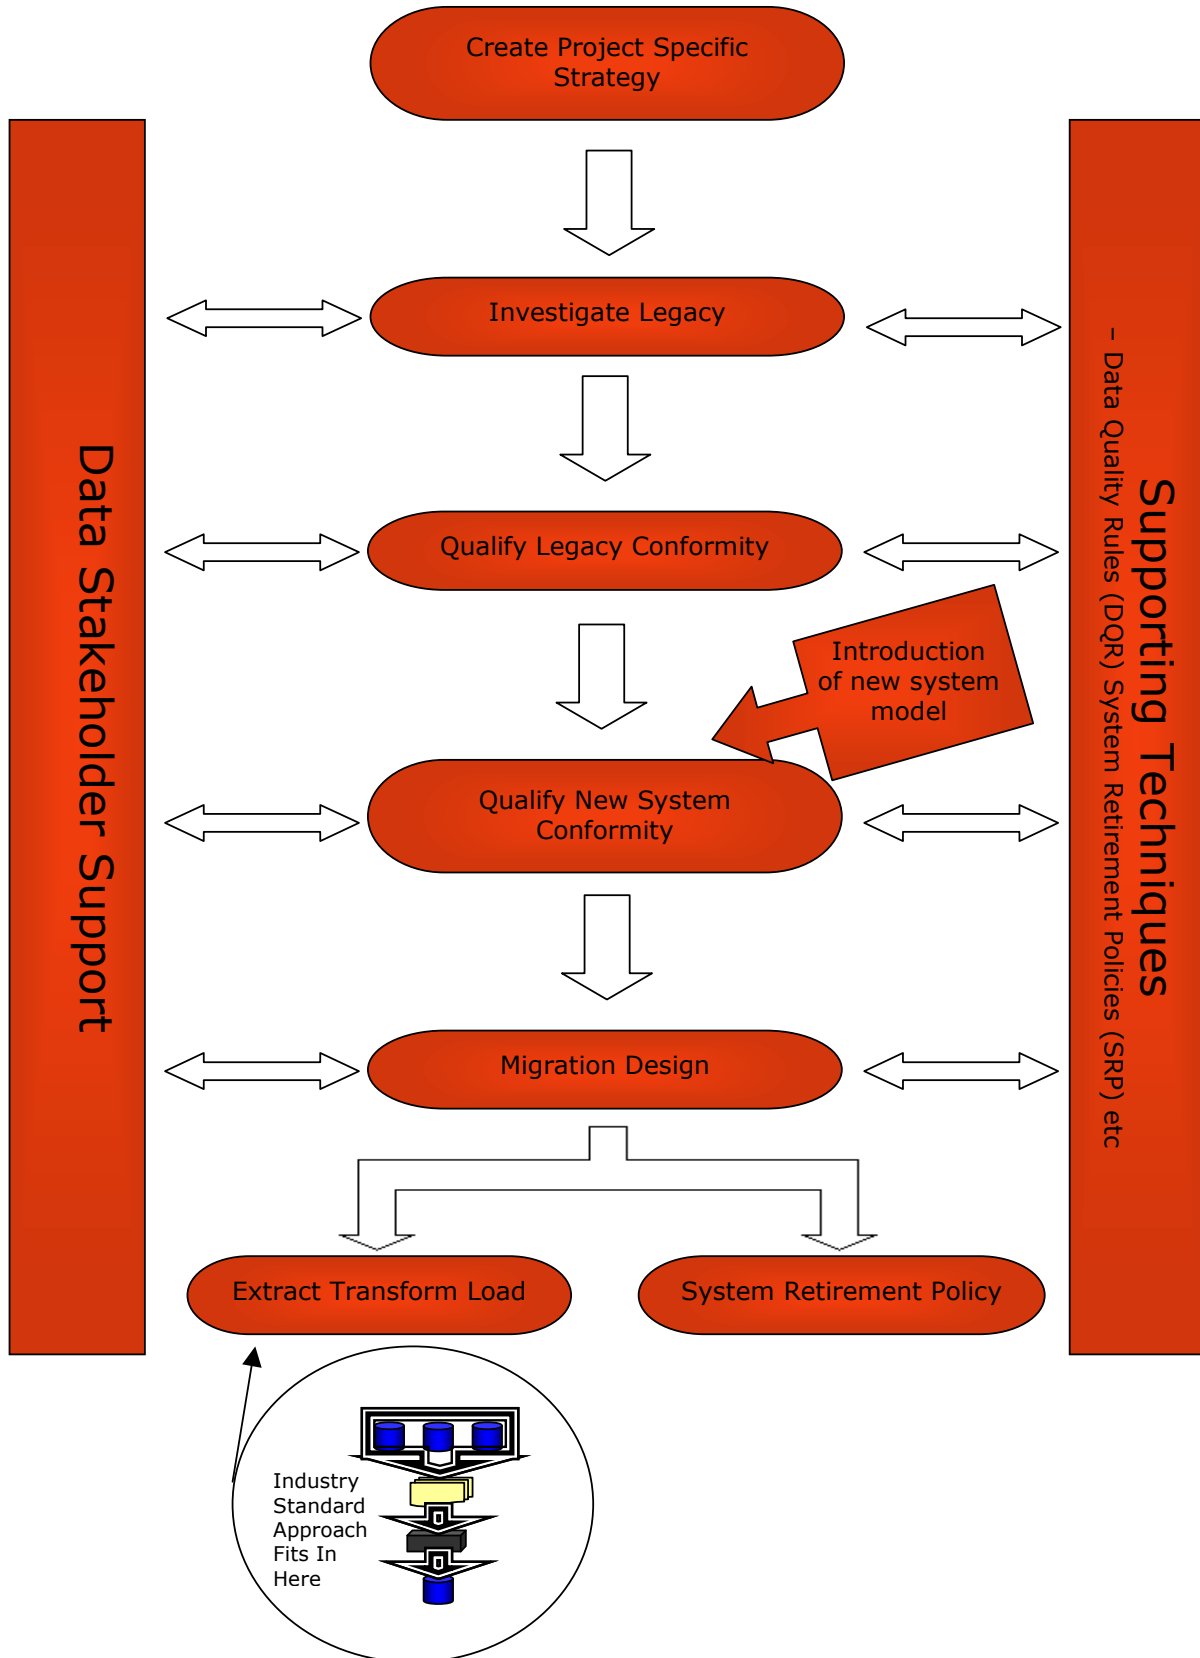 Create Project Specific
Strategy
Investigate Legacy
Qualify Legacy Conformity
Introduction
of new system
model
Qualify New System
Conformity
Migration Design
Extract Transform Load
System Retirement Policy
Industry
Standard
Approach
Fits In
Here
Data Stakeholder Support
Supporting Techniques
– Data Quality Rules (DQR) System Retirement Policies (SRP) etc